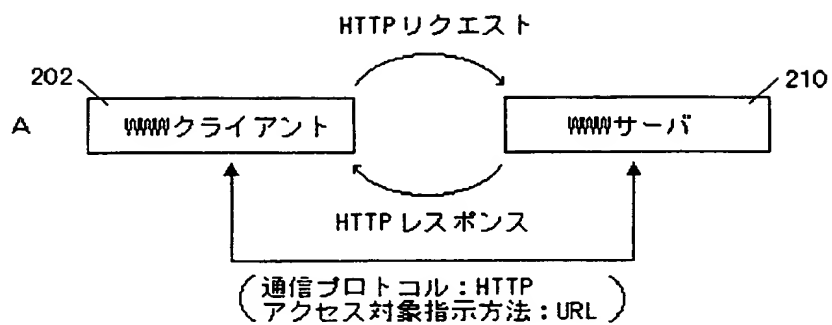 HTTPリクエスト
202
210
A
WWWクライアント
WWWサーバ
HTTPレスポンス
通信プロトコル：HTTP
アクセス対象指示方法：URL